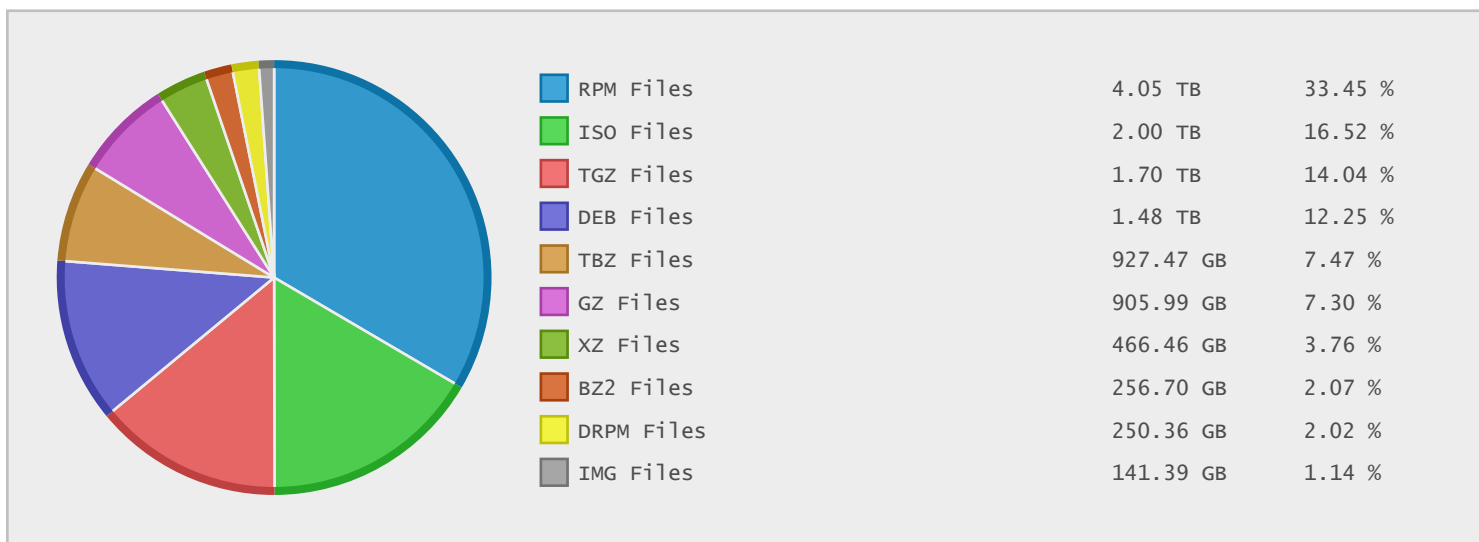 RPM Files 4.05 TB 33.45 %
ISO Files 2.00 TB 16.52 %
TGZ Files 1.70 TB 14.04 %
DEB Files 1.48 TB 12.25 %
TBZ Files 927.47 GB 7.47 %
GZ Files 905.99 GB 7.30 %
XZ Files 466.46 GB 3.76 %
BZ2 Files 256.70 GB 2.07 %
DRPM Files 250.36 GB 2.02 %
IMG Files 141.39 GB 1.14 %